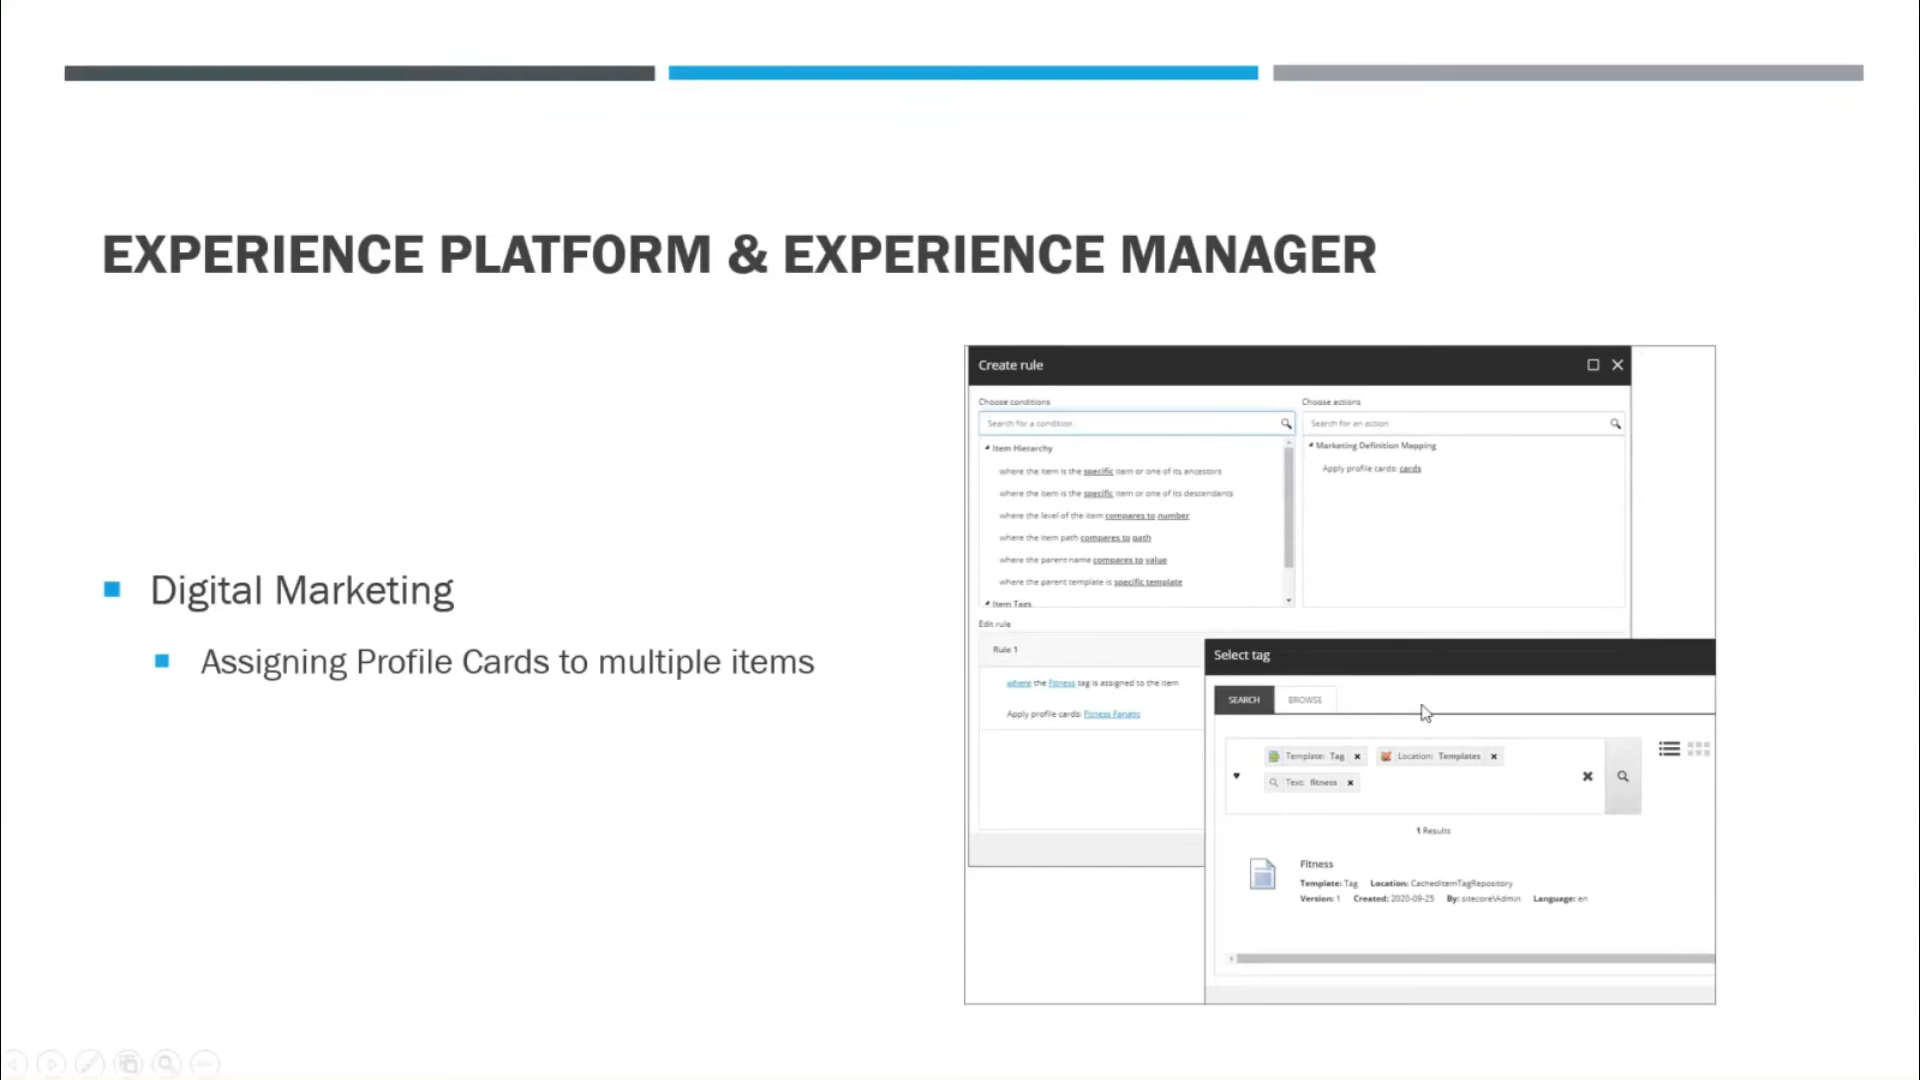 EXPERIENCE PLATFORM & EXPERIENCE MANAGER
Digital Marketing
Assigning Profile Cards to multiple items
Create rule
Choose conditions
Search for a condition
Item Hierarchy
where the item is the specific item or one of its ancestors
where the item is the specific item or one of its descendants
where the level of the item compares to number
where the item path compares to path
where the parent name compares to value
where the parent template is specific template
Item Tags
Choose actions
Search for an action
Marketing Definition Mapping
Apply profile cards: cards
Edit rule
Rule 1
where the Fitness tag is assigned to the item
Apply profile cards: Fitness Fanatic
Select tag
SEARCH BROWSE
Template: Tag Location: Templates
Text: fitness
1 Results
Fitness
Template: Tag Location: CachedItemTagRepository
Version: 1 Created: 2020-09-25 By: sitecore\Admin Language: en